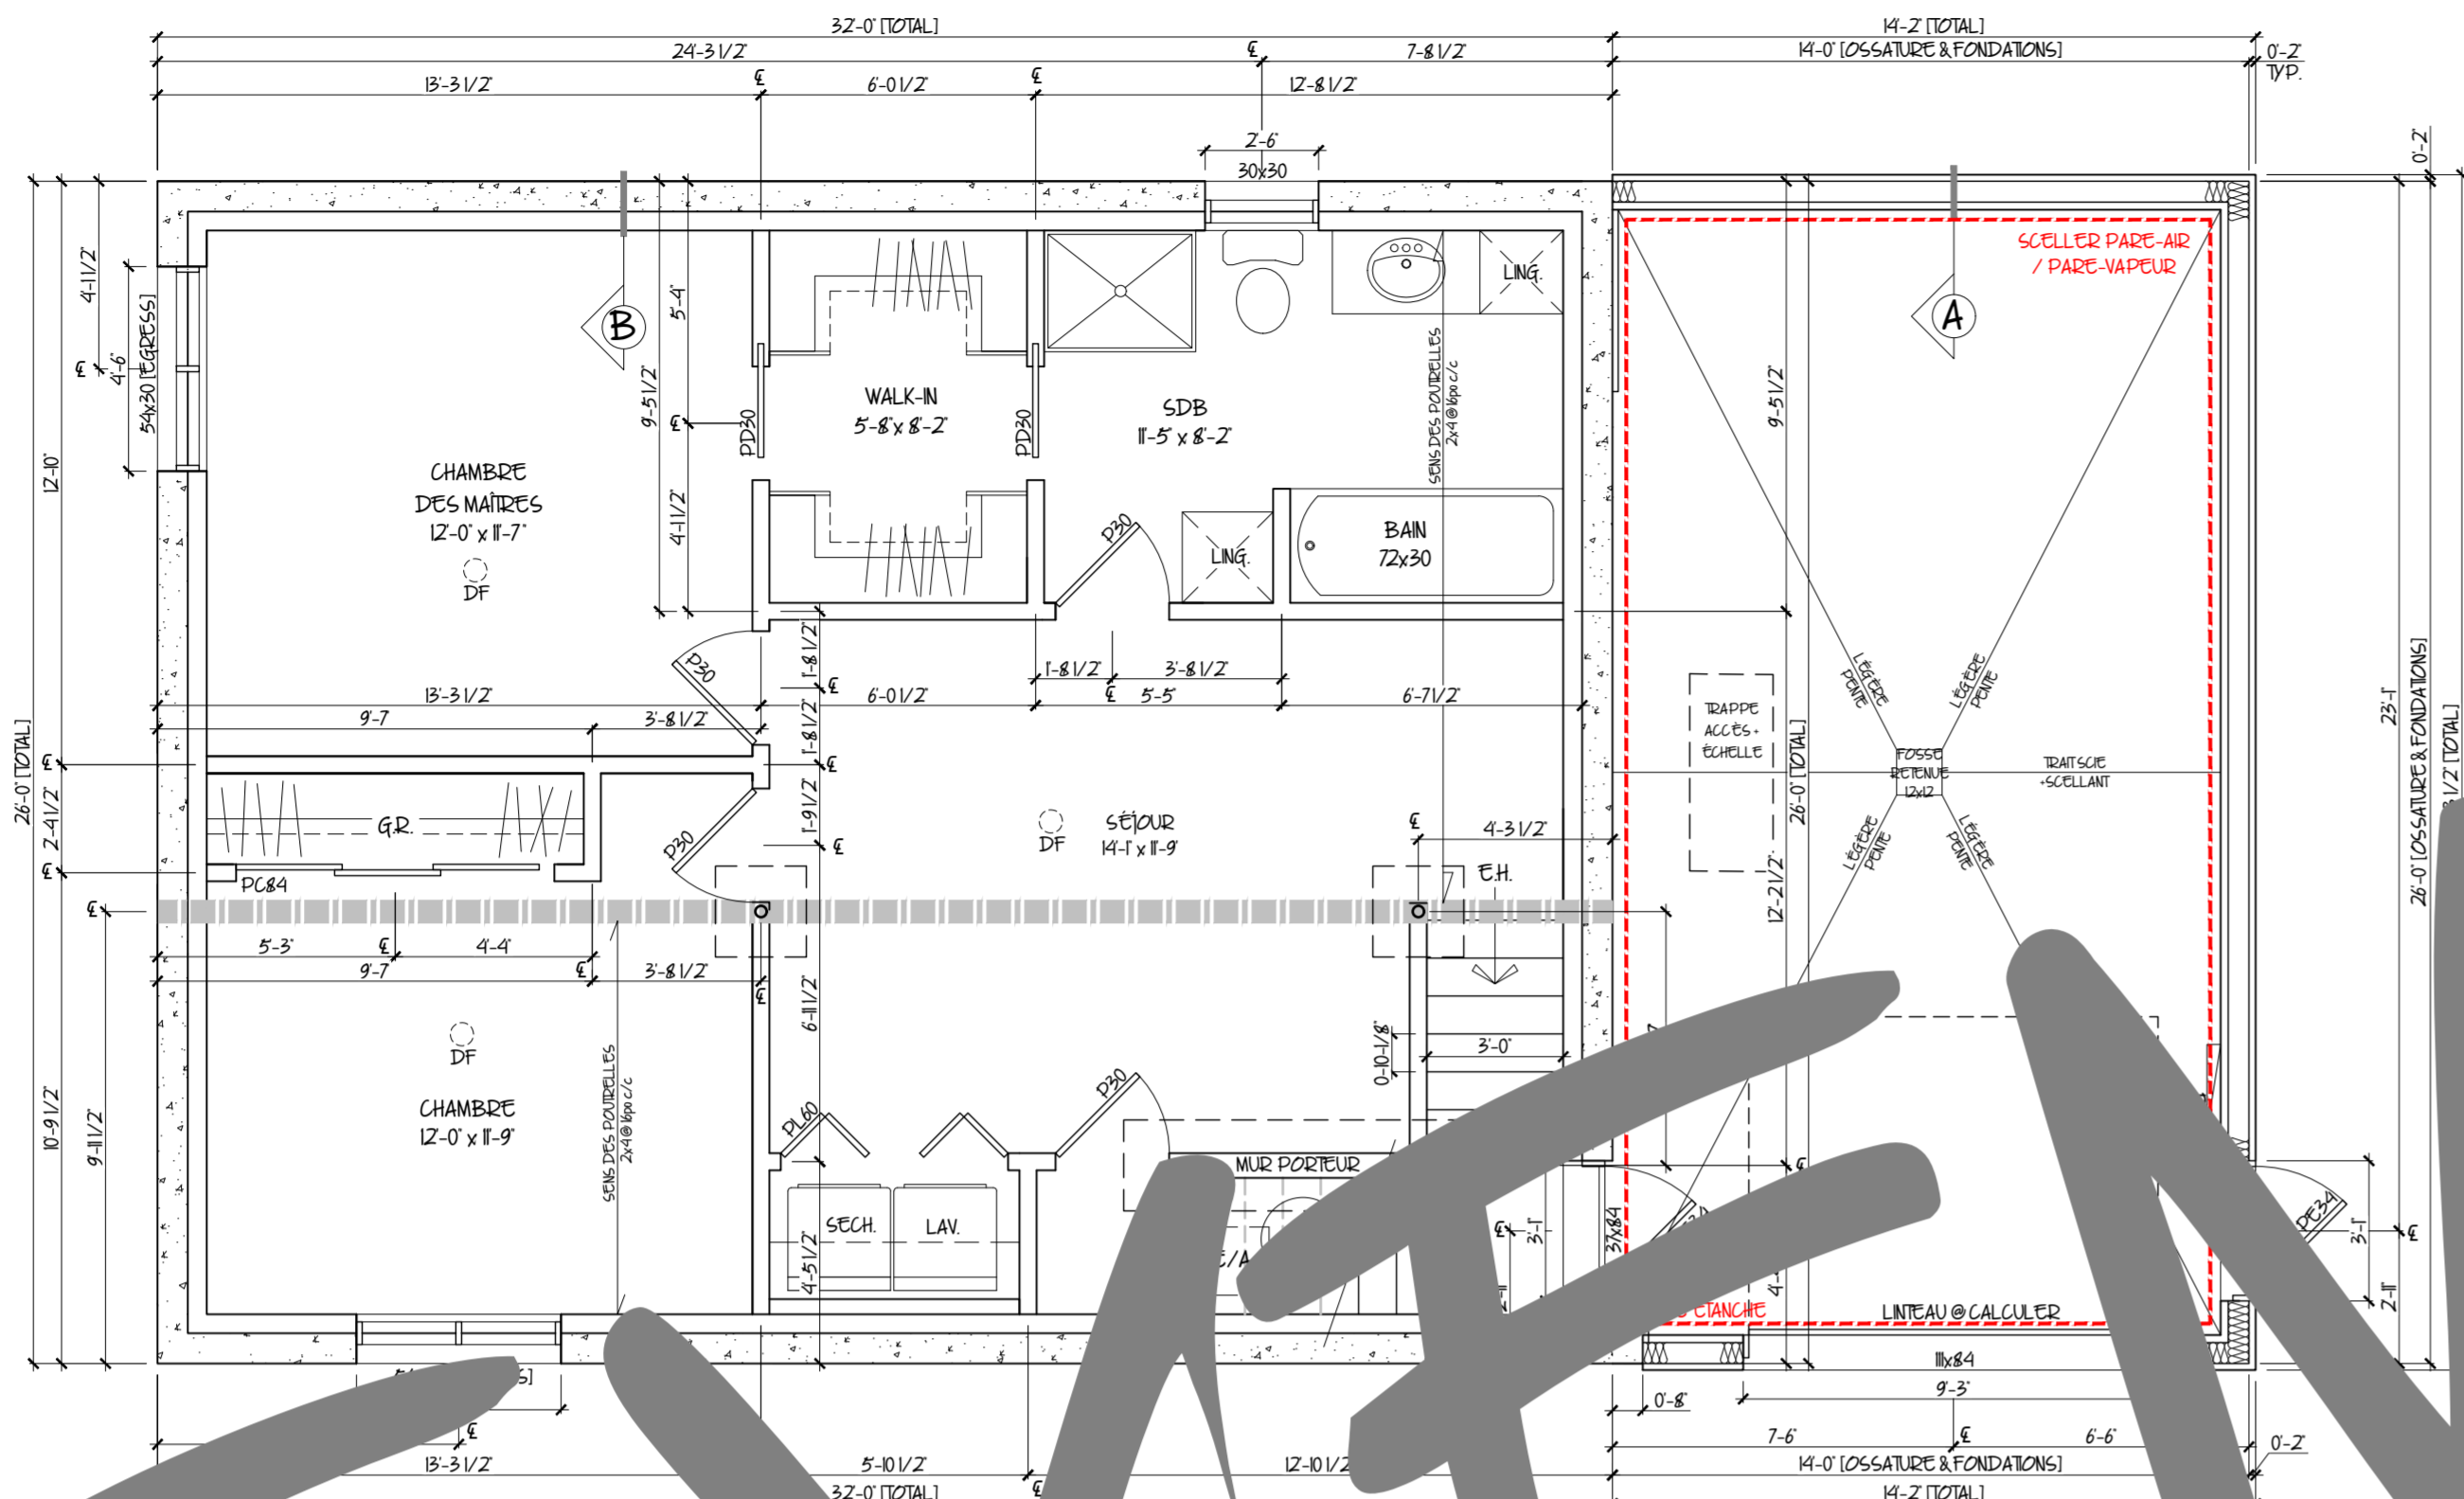 32'-0" [TOTAL]
14'-2" [TOTAL]
24'-3 1/2"
7'-8 1/2"
14'-0" [OSSATURE & FONDATIONS]
0'-2"
TYP.
13'-3 1/2"
6'-0 1/2"
12'-8 1/2"
2'-6"
30x30
0'-2"
SCELLER PARE-AIR
/ PARE-VAPEUR
LING.
A
B
4'-1 1/2"
4'-6"
54x30 [EGRESS]
5'-4"
9'-5 1/2"
4'-1 1/2"
PD30
PD30
WALK-IN
5'-8" x 8'-2"
SDB
11'-5" x 8'-2"
SENS DES POUTRELLES
2x4 @ 16po c/c
9'-5 1/2"
12'-10"
CHAMBRE
DES MAÎTRES
12'-0" x 11'-7"
DF
P30
LING.
BAIN
72x30
P30
1'-8 1/2"
1'-8 1/2"
3'-8 1/2"
13'-3 1/2"
6'-0 1/2"
5'-5"
6'-7 1/2"
9'-7
3'-8 1/2"
1'-8 1/2"
1'-9 1/2"
26'-0" [TOTAL]
2'-4 1/2"
G.R.
P30
PC84
DF
SÉJOUR
14'-1" x 11'-9"
4'-3 1/2"
E.H.
LÉGÈRE
PENTE
LÉGÈRE
PENTE
TRAPPE
ACCÈS +
ÉCHELLE
26'-0" [TOTAL]
FOSSE
RETENUE
12x12
TRAIT SCIE
+SCELLANT
LÉGÈRE
PENTE
LÉGÈRE
PENTE
12'-2 1/2"
23'-1"
26'-0" [OSSATURE & FONDATIONS]
1/2" [TOTAL]
5'-3"
4'-4"
9'-7
3'-8 1/2"
6'-11 1/2"
0'-10-1/8"
3'-0"
DF
CHAMBRE
12'-0" x 11'-9"
SENS DES POUTRELLES
2x4 @ 16po c/c
10'-9 1/2"
9'-11 1/2"
PL60
P30
MUR PORTEUR
SECH.
LAV.
4'-5 1/2"
E/A
3'-1"
37x84
PE34
3'-1"
2'-11"
ÉTANCHE
LINTEAU @ CALCULER
111x84
9'-3"
0'-8"
7'-6"
6'-6"
0'-2"
13'-3 1/2"
5'-10 1/2"
12'-10 1/2
14'-0" [OSSATURE & FONDATIONS]
32'-0" [TOTAL]
14'-2" [TOTAL]